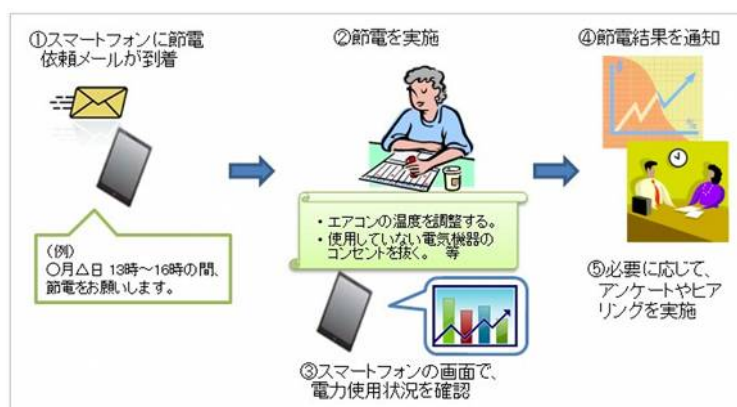 ①スマートフォンに節電
依頼メールが到着
(例)
○月△日 13時~16時の間、
節電をお願いします。
②節電を実施
・エアコンの温度を調整する。
・使用していない電気機器の
コンセントを抜く。 等
③スマートフォンの画面で、
電力使用状況を確認
④節電結果を通知
⑤必要に応じて、
アンケートやヒア
リングを実施